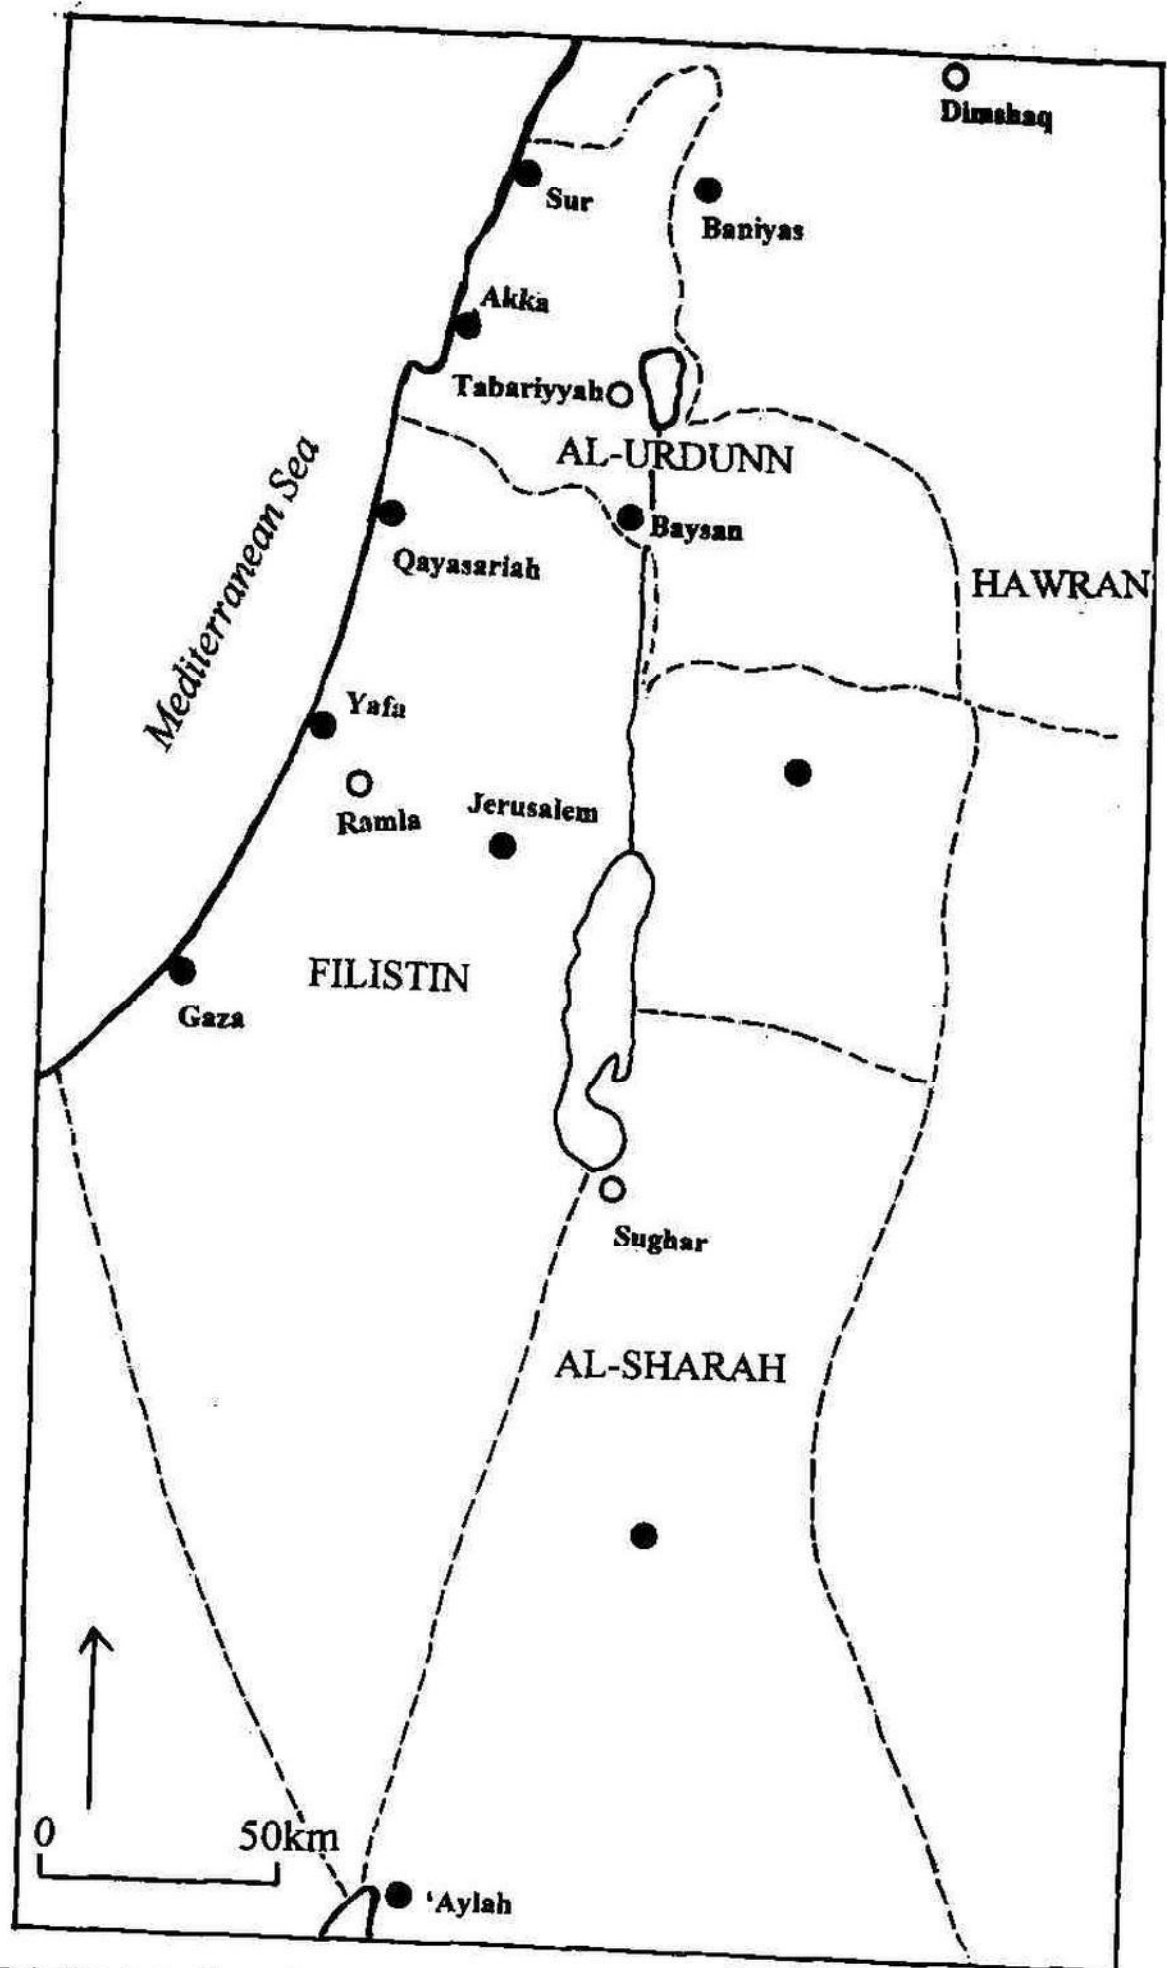 Dimshaq
Sur
Baniyas
Akka
Tabariyyah
AL-URDUNN
Mediterranean Sea
Baysan
Qayasariah
HAWRAN
Yafa
Ramla
Jerusalem
FILISTIN
Gaza
Sughar
AL-SHARAH
0 50km
‘Aylah